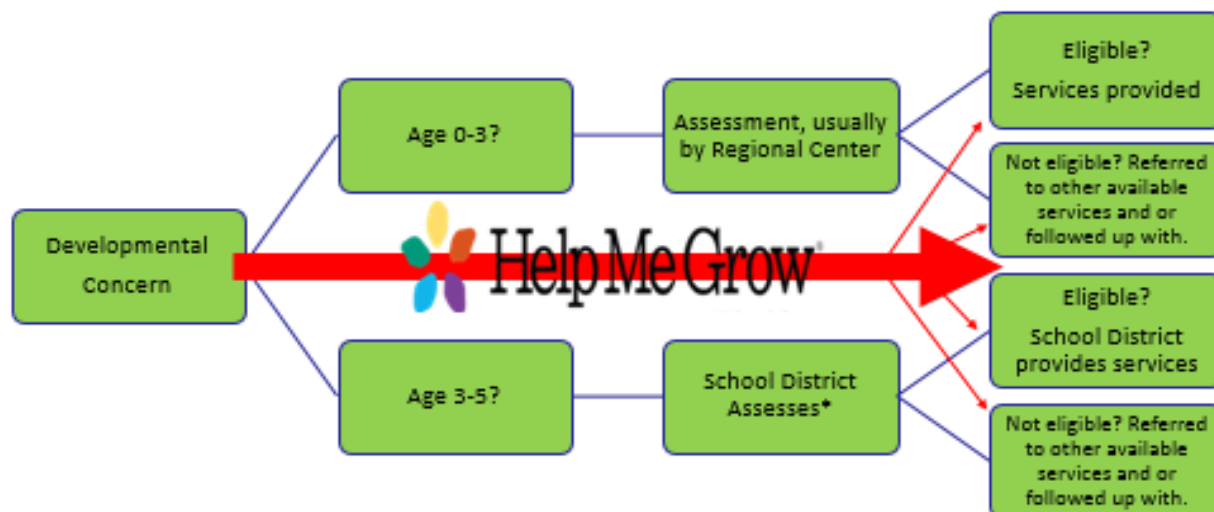 Developmental
Concern
Age 0-3?
Assessment, usually
by Regional Center
Eligible?
Services provided
Not eligible? Referred
to other available
services and or
followed up with.
Help Me Grow
Age 3-5?
School District
Assesses*
Eligible?
School District
provides services
Not eligible? Referred
to other available
services and or
followed up with.